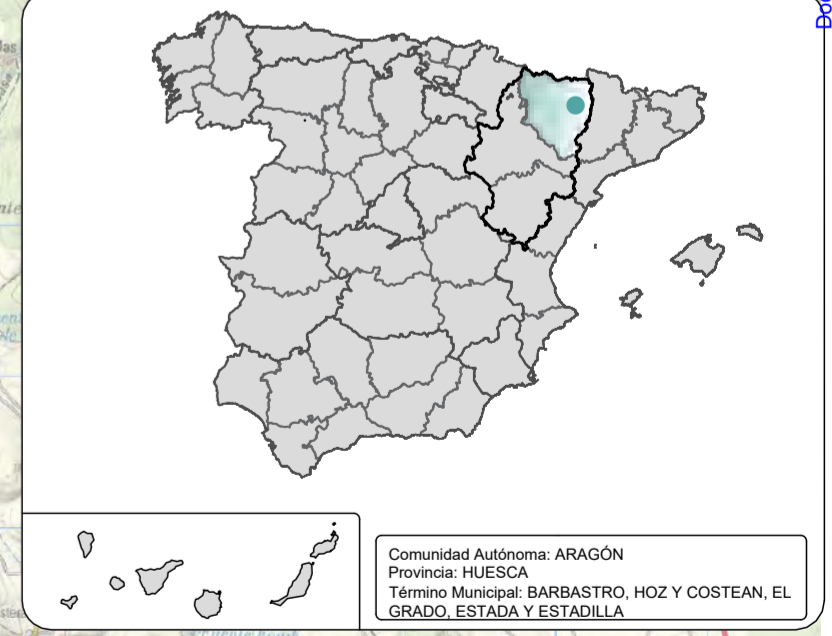 Comunidad Autónoma: ARAGÓN
Provincia: HUESCA
Término Municipal: BARBASTRO, HOZ Y COSTEAN, EL
GRADO, ESTADA Y ESTADILLA